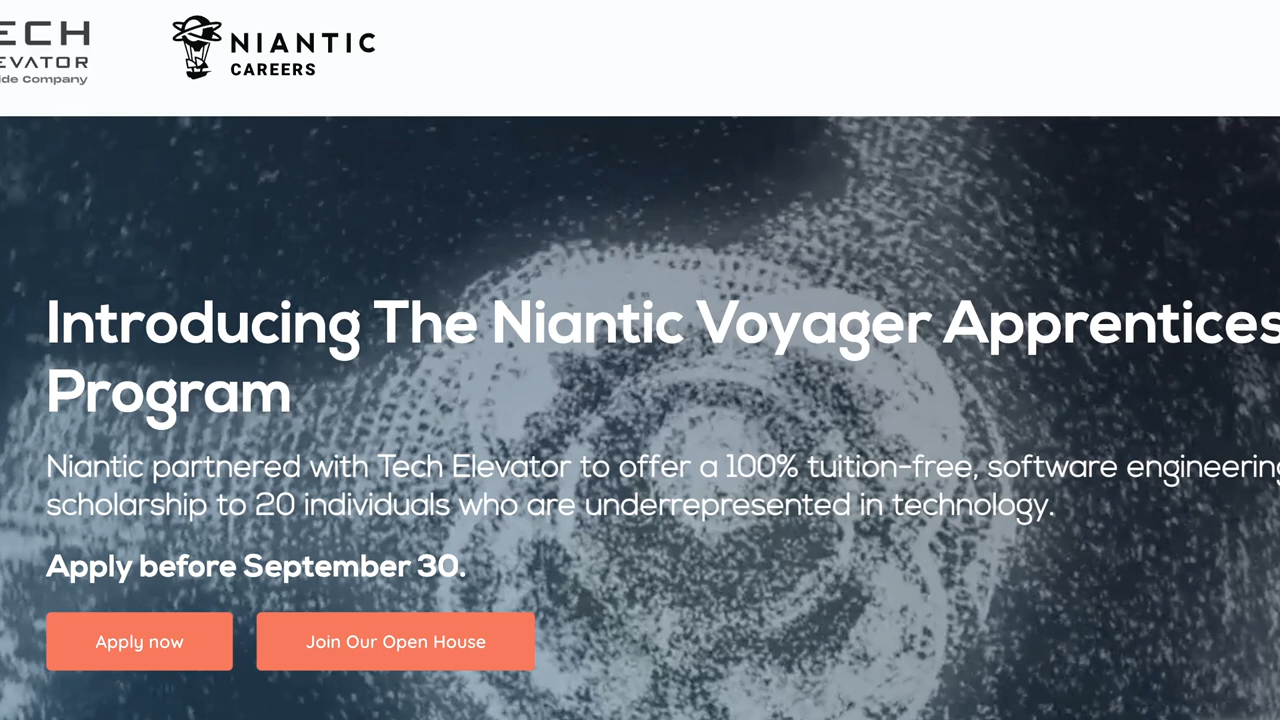 ECH
EVATOR
ide Company
NIANTIC
CAREERS
Introducing The Niantic Voyager Apprentices
Program
Niantic partnered with Tech Elevator to offer a 100% tuition-free, software engineering
scholarship to 20 individuals who are underrepresented in technology.
Apply before September 30.
Apply now
Join Our Open House